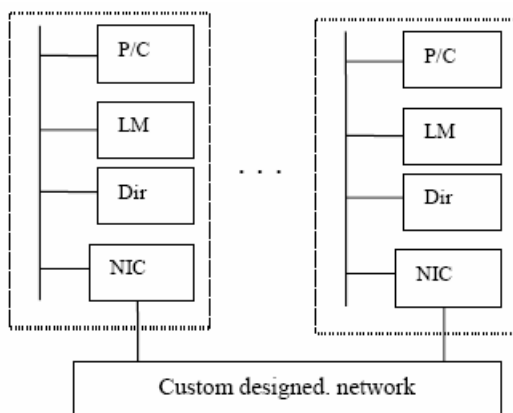 P/C
LM
Dir
NIC
. . .
P/C
LM
Dir
NIC
Custom designed. network